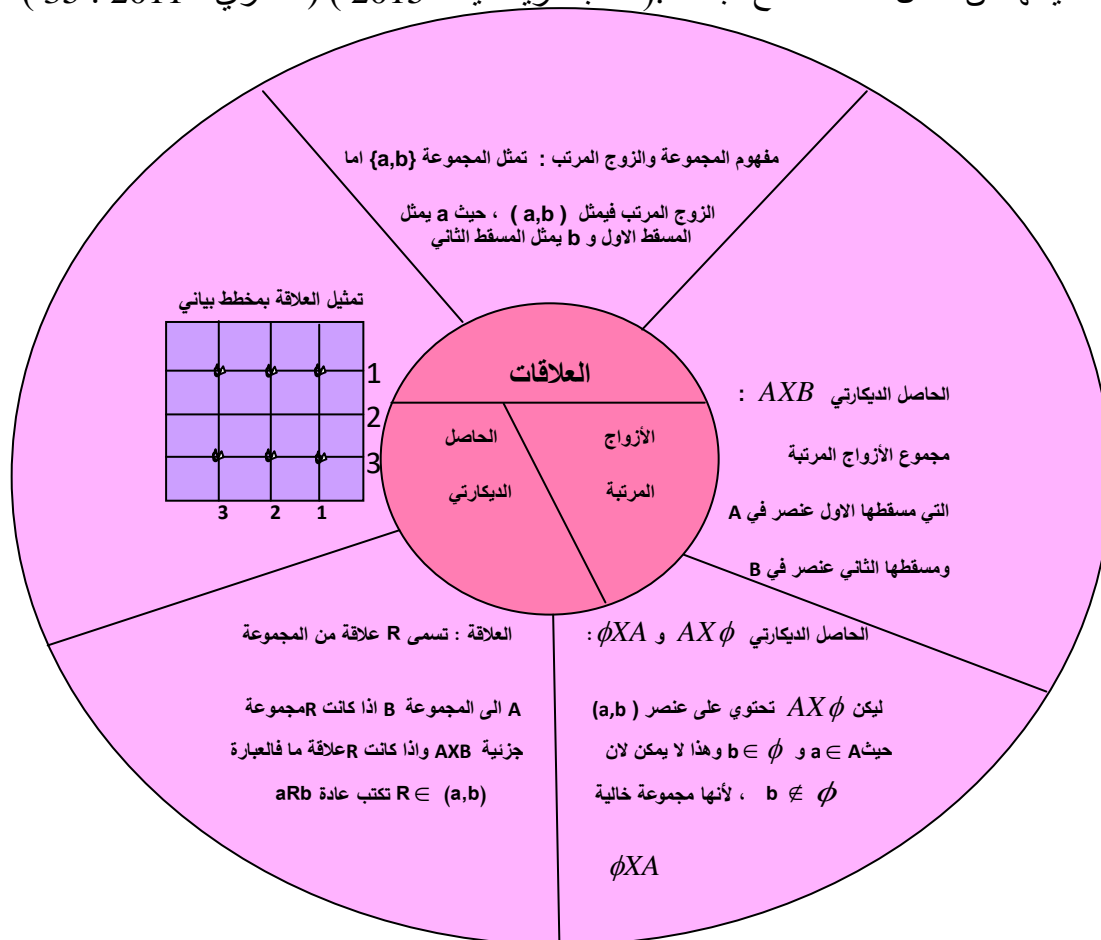 2013 ) ( 2011 : 33 )
مفهوم المجموعة والزوج المرتب : تمثل المجموعة {a,b} اما
الزوج المرتب فيمثل ( a,b ) ، حيث a يمثل
المسقط الاول و b يمثل المسقط الثاني
الحاصل الديكارتي AXB :
مجموع الأزواج المرتبة
التي مسقطها الاول عنصر في A
ومسقطها الثاني عنصر في B
الحاصل الديكارتي AXϕ و ϕXA :
ليكن AXϕ تحتوي على عنصر (a,b )
حيث a∈A و b∈ ϕ وهذا لا يمكن لان
b ∉ ϕ ، لأنها مجموعة خالية
ϕXA
العلاقة : تسمى R علاقة من المجموعة
A الى المجموعة B اذا كانت Rمجموعة
جزئية AXB واذا كانت Rعلاقة ما فالعبارة
R∈ (a,b) تكتب عادة aRb
تمثيل العلاقة بمخطط بياني
1
2
3
3 2 1
العلاقات
الأزواج
المرتبة
الحاصل
الديكارتي